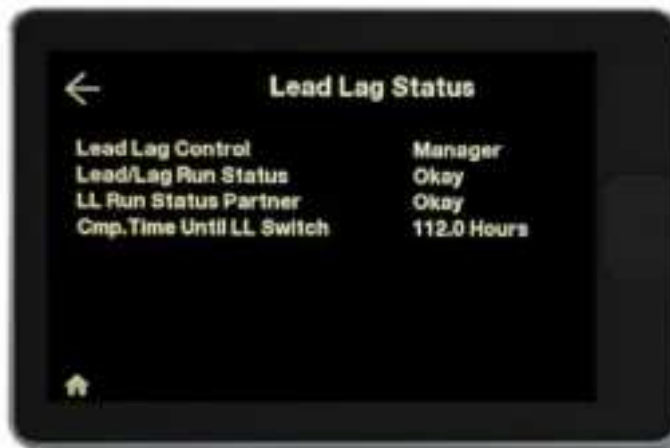 Lead Lag Status
Lead Lag Control Manager
Lead/Lag Run Status Okay
LL Run Status Partner Okay
Cmp.Time Until LL Switch 112.0 Hours